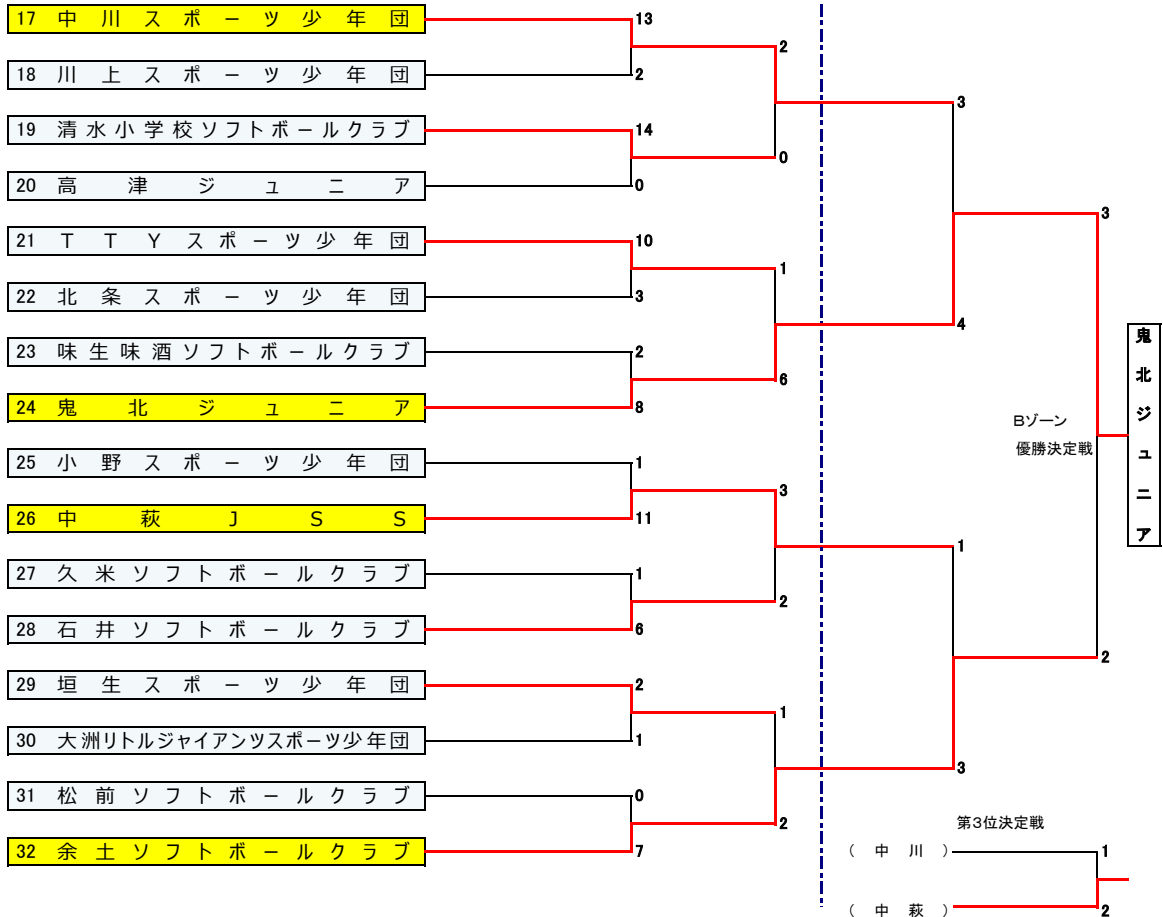 17 中川スポーツ少年団
13
18 川上スポーツ少年団
2
2
19 清水小学校ソフトボールクラブ
14
0
20 高津ジュニア
0
3
21 TTYスポーツ少年団
10
1
22 北条スポーツ少年団
3
3
23 味生味酒ソフトボールクラブ
2
6
24 鬼北ジュニア
8
4
25 小野スポーツ少年団
1
3
26 中萩JSS
11
27 久米ソフトボールクラブ
1
2
28 石井ソフトボールクラブ
6
1
29 垣生スポーツ少年団
2
1
30 大洲リトルジャイアンツスポーツ少年団
1
31 松前ソフトボールクラブ
0
2
32 余土ソフトボールクラブ
7
3
2
Bゾーン
優勝決定戦
鬼北ジュニア
第3位決定戦
(中川)
1
(中萩)
2